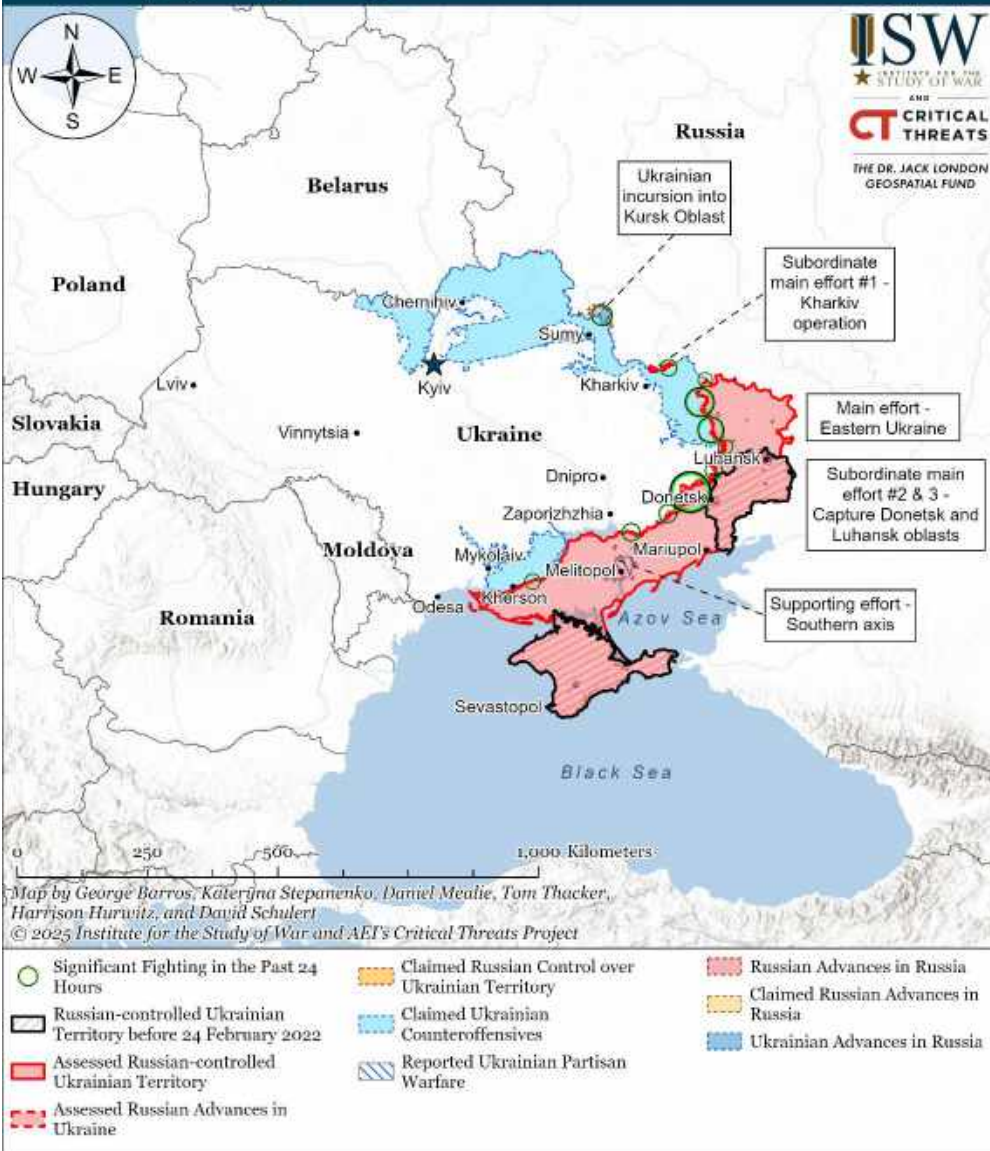 N
W E
S
ISW
INSTITUTE FOR THE
STUDY OF WAR
AND
CT CRITICAL
THREATS
THE DR. JACK LONDON
GEOSPATIAL FUND
Russia
Ukrainian
incursion into
Kursk Oblast
Belarus
Subordinate
main effort #1 -
Kharkiv
operation
Poland
Chernihiv
Sumy
Kyiv
Kharkiv
Lviv
Slovakia
Vinnytsia
Ukraine
Main effort -
Eastern Ukraine
Luhansk
Hungary
Dnipro
Donetsk
Subordinate main
effort #2 & 3 -
Capture Donetsk and
Luhansk oblasts
Zaporizhzhia
Moldova
Mykolaiv
Mariupol
Melitopol
Kherson
Odesa
Romania
Azov Sea
Supporting effort -
Southern axis
Sevastopol
Black Sea
0 250 500 1,000 Kilometers
Map by George Barros, Kateryna Stepanenko, Daniel Mealie, Tom Thacker,
Harrison Hurwitz, and David Schulert
© 2025 Institute for the Study of War and AEI's Critical Threats Project
Significant Fighting in the Past 24
Hours
Russian-controlled Ukrainian
Territory before 24 February 2022
Assessed Russian-controlled
Ukrainian Territory
Assessed Russian Advances in
Ukraine
Claimed Russian Control over
Ukrainian Territory
Claimed Ukrainian
Counteroffensives
Reported Ukrainian Partisan
Warfare
Russian Advances in Russia
Claimed Russian Advances in
Russia
Ukrainian Advances in Russia